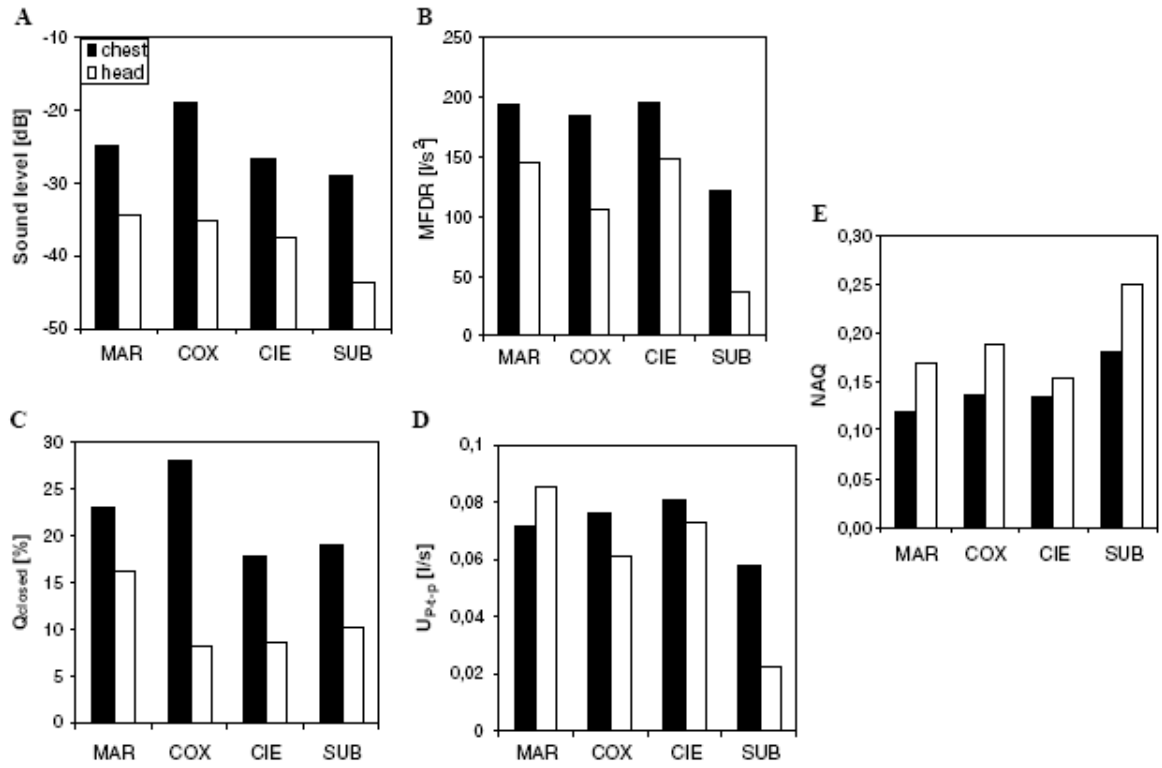 A
Sound level [dB]
-10
-20
-30
-40
-50
chest
head
MAR COX CIE SUB
B
MFDR [l/s²]
250
200
150
100
50
0
MAR COX CIE SUB
C
Qclosed [%]
30
25
20
15
10
5
0
MAR COX CIE SUB
D
UP-t-p [l/s]
0,1
0,08
0,06
0,04
0,02
0
MAR COX CIE SUB
E
NAQ
0,30
0,25
0,20
0,15
0,10
0,05
0,00
MAR COX CIE SUB